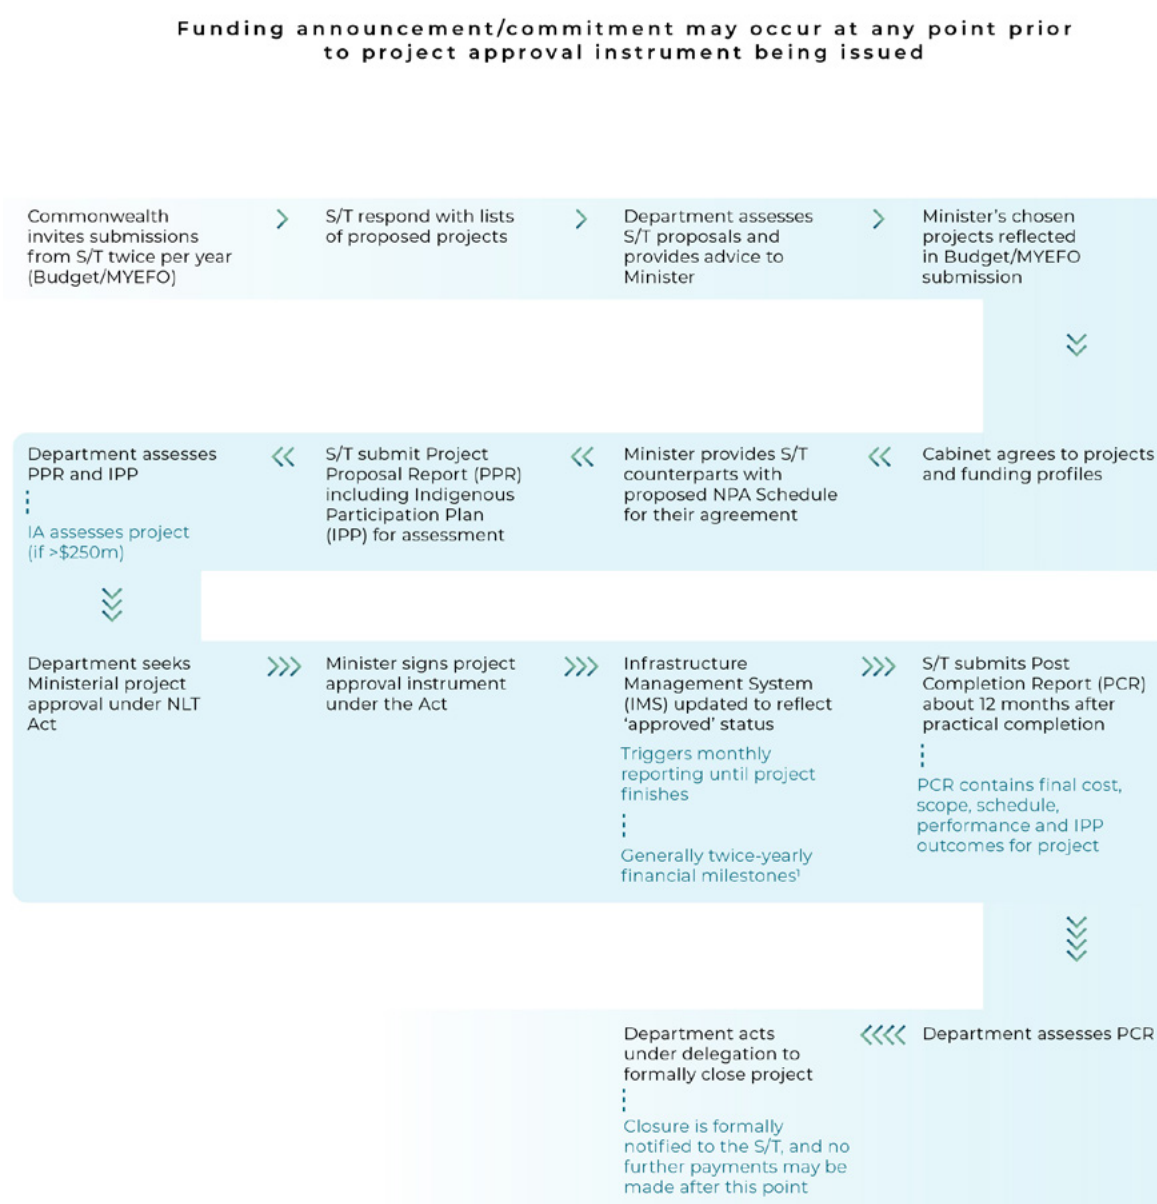 Funding announcement/commitment may occur at any point prior
to project approval instrument being issued
Commonwealth
invites submissions
from S/T twice per year
(Budget/MYEFO)
S/T respond with lists
of proposed projects
Department assesses
S/T proposals and
provides advice to
Minister
Minister's chosen
projects reflected
in Budget/MYEFO
submission
Cabinet agrees to projects
and funding profiles
Minister provides S/T
counterparts with
proposed NPA Schedule
for their agreement
S/T submit Project
Proposal Report (PPR)
including Indigenous
Participation Plan
(IPP) for assessment
Department assesses
PPR and IPP
IA assesses project
(if >$250m)
Department seeks
Ministerial project
approval under NLT
Act
Minister signs project
approval instrument
under the Act
Infrastructure
Management System
(IMS) updated to reflect
‘approved’ status
Triggers monthly
reporting until project
finishes
Generally twice-yearly
financial milestones¹
S/T submits Post
Completion Report (PCR)
about 12 months after
practical completion
PCR contains final cost,
scope, schedule,
performance and IPP
outcomes for project
Department assesses PCR
Department acts
under delegation to
formally close project
Closure is formally
notified to the S/T, and no
further payments may be
made after this point